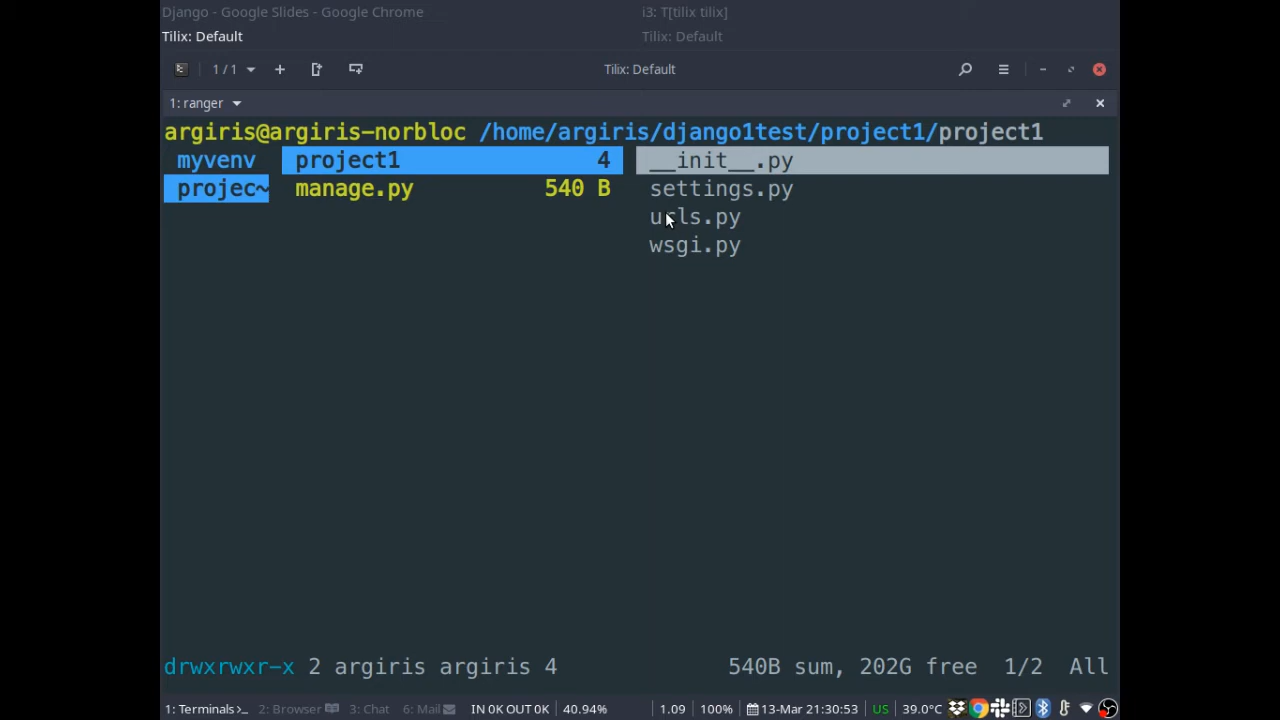 Django - Google Slides - Google Chrome i3: T[tilix tilix]
Tilix: Default Tilix: Default
1 / 1 Tilix: Default
1: ranger
argiris@argiris-norbloc /home/argiris/django1test/project1/project1
myvenv project1 4 __init__.py
projec~ manage.py 540 B settings.py
urls.py
wsgi.py
drwxrwxr-x 2 argiris argiris 4 540B sum, 202G free 1/2 All
1: Terminals>_ 2: Browser 3: Chat 6: Mail IN 0K OUT 0K 40.94% 1.09 100% 13-Mar 21:30:53 US 39.0°C